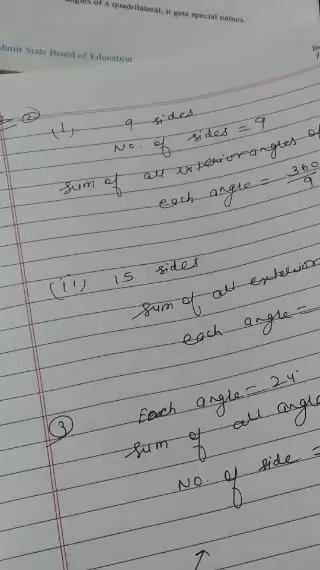 angles of a quadrilateral, it gets special names.
State Board of Education
②
(i) 9 sides
No. of sides = 9
Sum of all exterior angles of
each angle = 360/9
(ii) 15 sides
Sum of all exterior
each angle =
③ Each angle = 24°
Sum of all angle
No. of side =